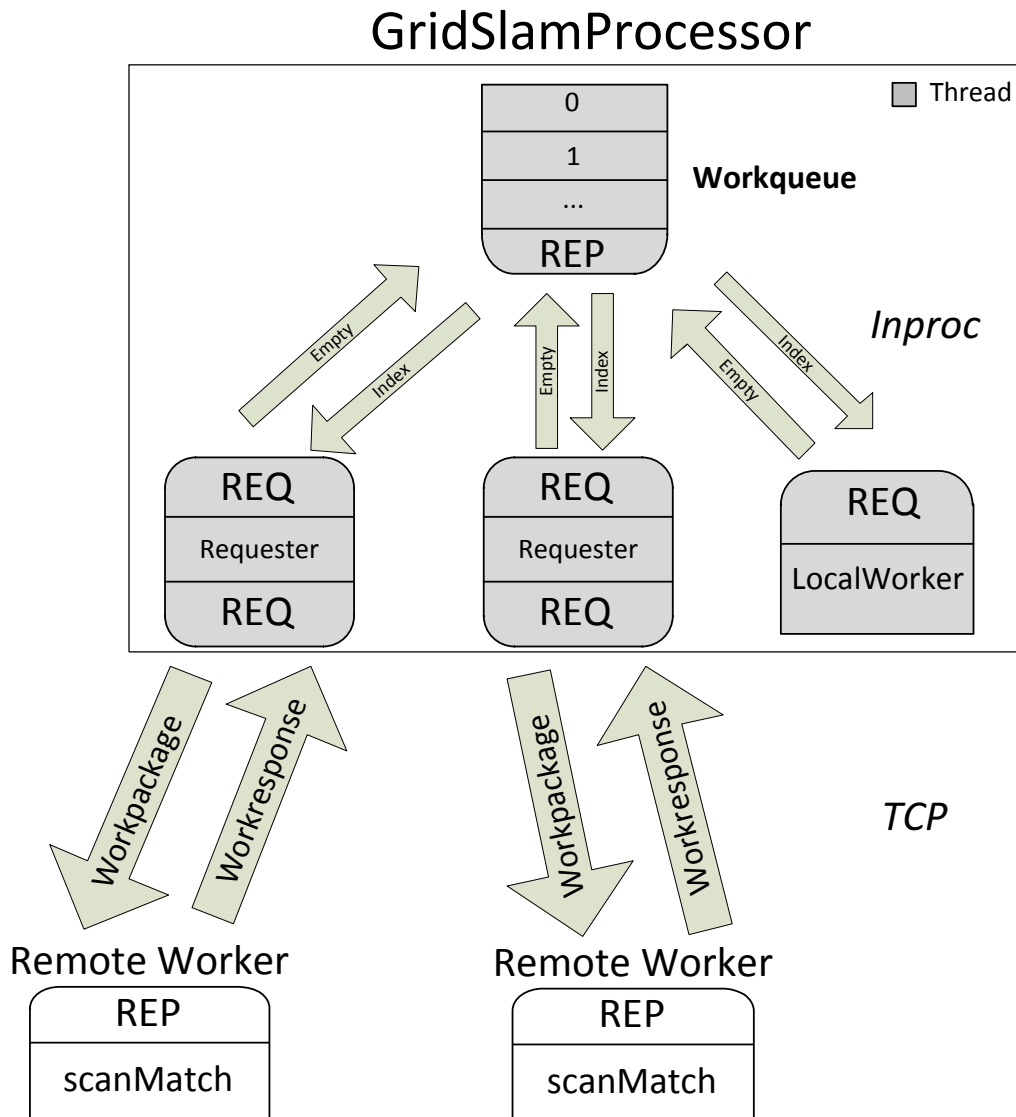 GridSlamProcessor
Thread
0
1
...
REP
Workqueue
Inproc
Empty
Index
Empty
Index
Index
Empty
REQ
Requester
REQ
REQ
Requester
REQ
REQ
LocalWorker
Workpackage
Workresponse
Workpackage
Workresponse
TCP
Remote Worker
REP
scanMatch
Remote Worker
REP
scanMatch